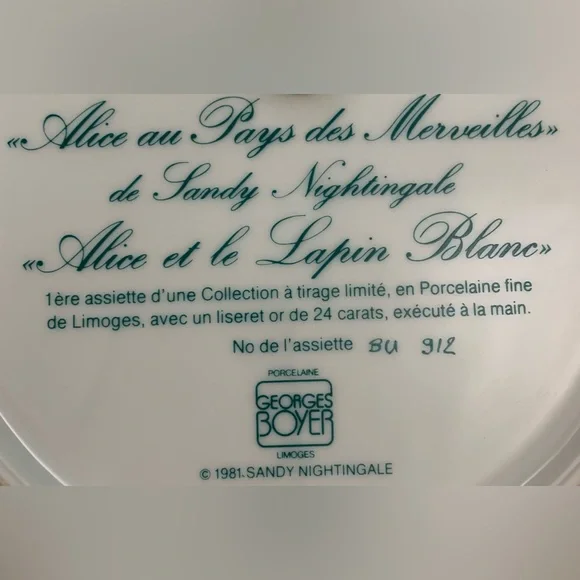 «Alice au Pays des Merveilles»
de Sandy Nightingale
«Alice et le Lapin Blanc»
1ère assiette d'une Collection à tirage limité, en Porcelaine fine
de Limoges, avec un liseret or de 24 carats, exécuté à la main.
No de l'assiette BU 912
PORCELAINE
GEORGES
BOYER
LIMOGES
© 1981. SANDY NIGHTINGALE